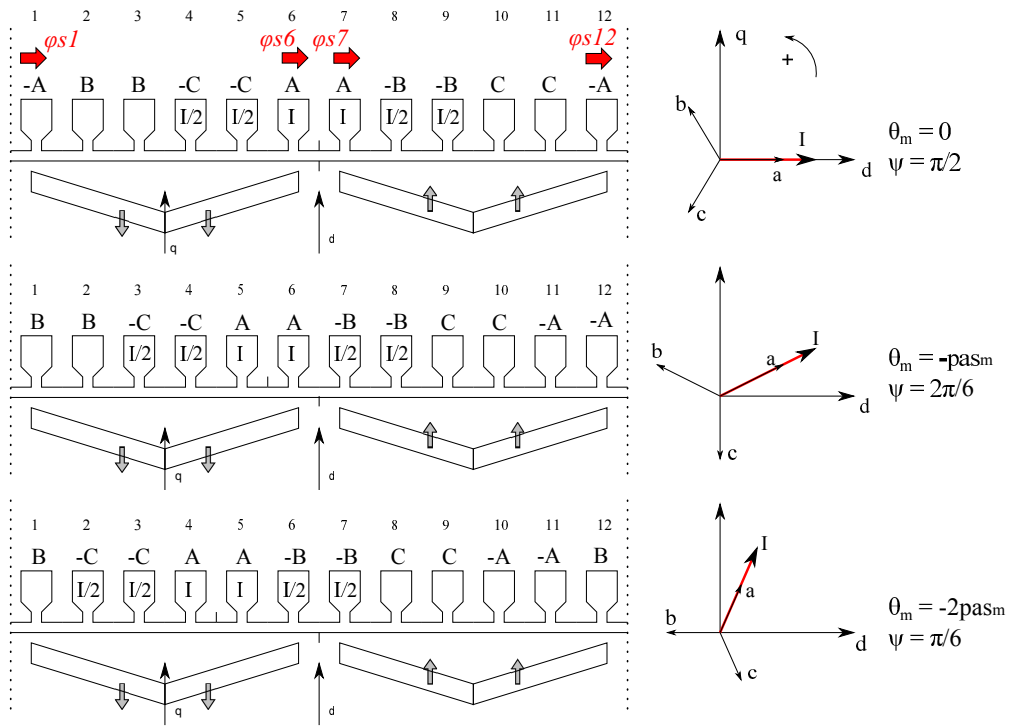 1 2 3 4 5 6 7 8 9 10 11 12
φs1 φs6 φs7 φs12
-A B B -C -C A A -B -B C C -A
I/2 I/2 I I I/2 I/2
q d
q
+
b
I
a d
c
θm = 0
ψ = π/2
1 2 3 4 5 6 7 8 9 10 11 12
B B -C -C A A -B -B C C -A -A
I/2 I/2 I I I/2 I/2
q d
I
a
b
d
c
θm = -pasm
ψ = 2π/6
1 2 3 4 5 6 7 8 9 10 11 12
B -C -C A A -B -B C C -A -A B
I/2 I/2 I I I/2 I/2
q d
I
a
b d
c
θm = -2pasm
ψ = π/6